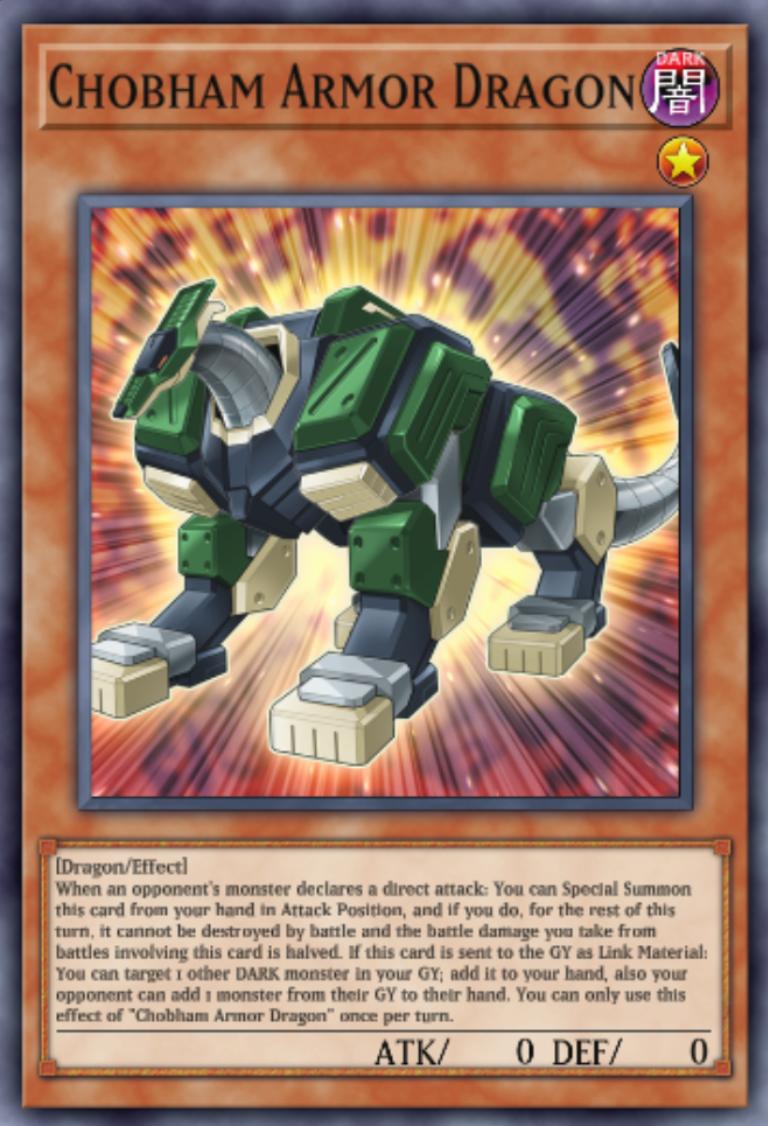 CHOBHAM ARMOR DRAGON
DARK
闇
[Dragon/Effect]
When an opponent's monster declares a direct attack: You can Special Summon
this card from your hand in Attack Position, and if you do, for the rest of this
turn, it cannot be destroyed by battle and the battle damage you take from
battles involving this card is halved. If this card is sent to the GY as Link Material:
You can target 1 other DARK monster in your GY; add it to your hand, also your
opponent can add 1 monster from their GY to their hand. You can only use this
effect of "Chobham Armor Dragon" once per turn.
ATK/ 0 DEF/ 0